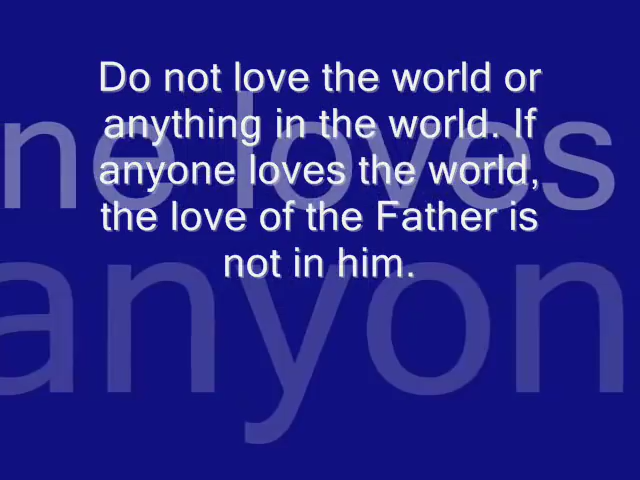 Do not love the world or
anything in the world. If
anyone loves the world,
the love of the Father is
not in him.
ne loves
anyon